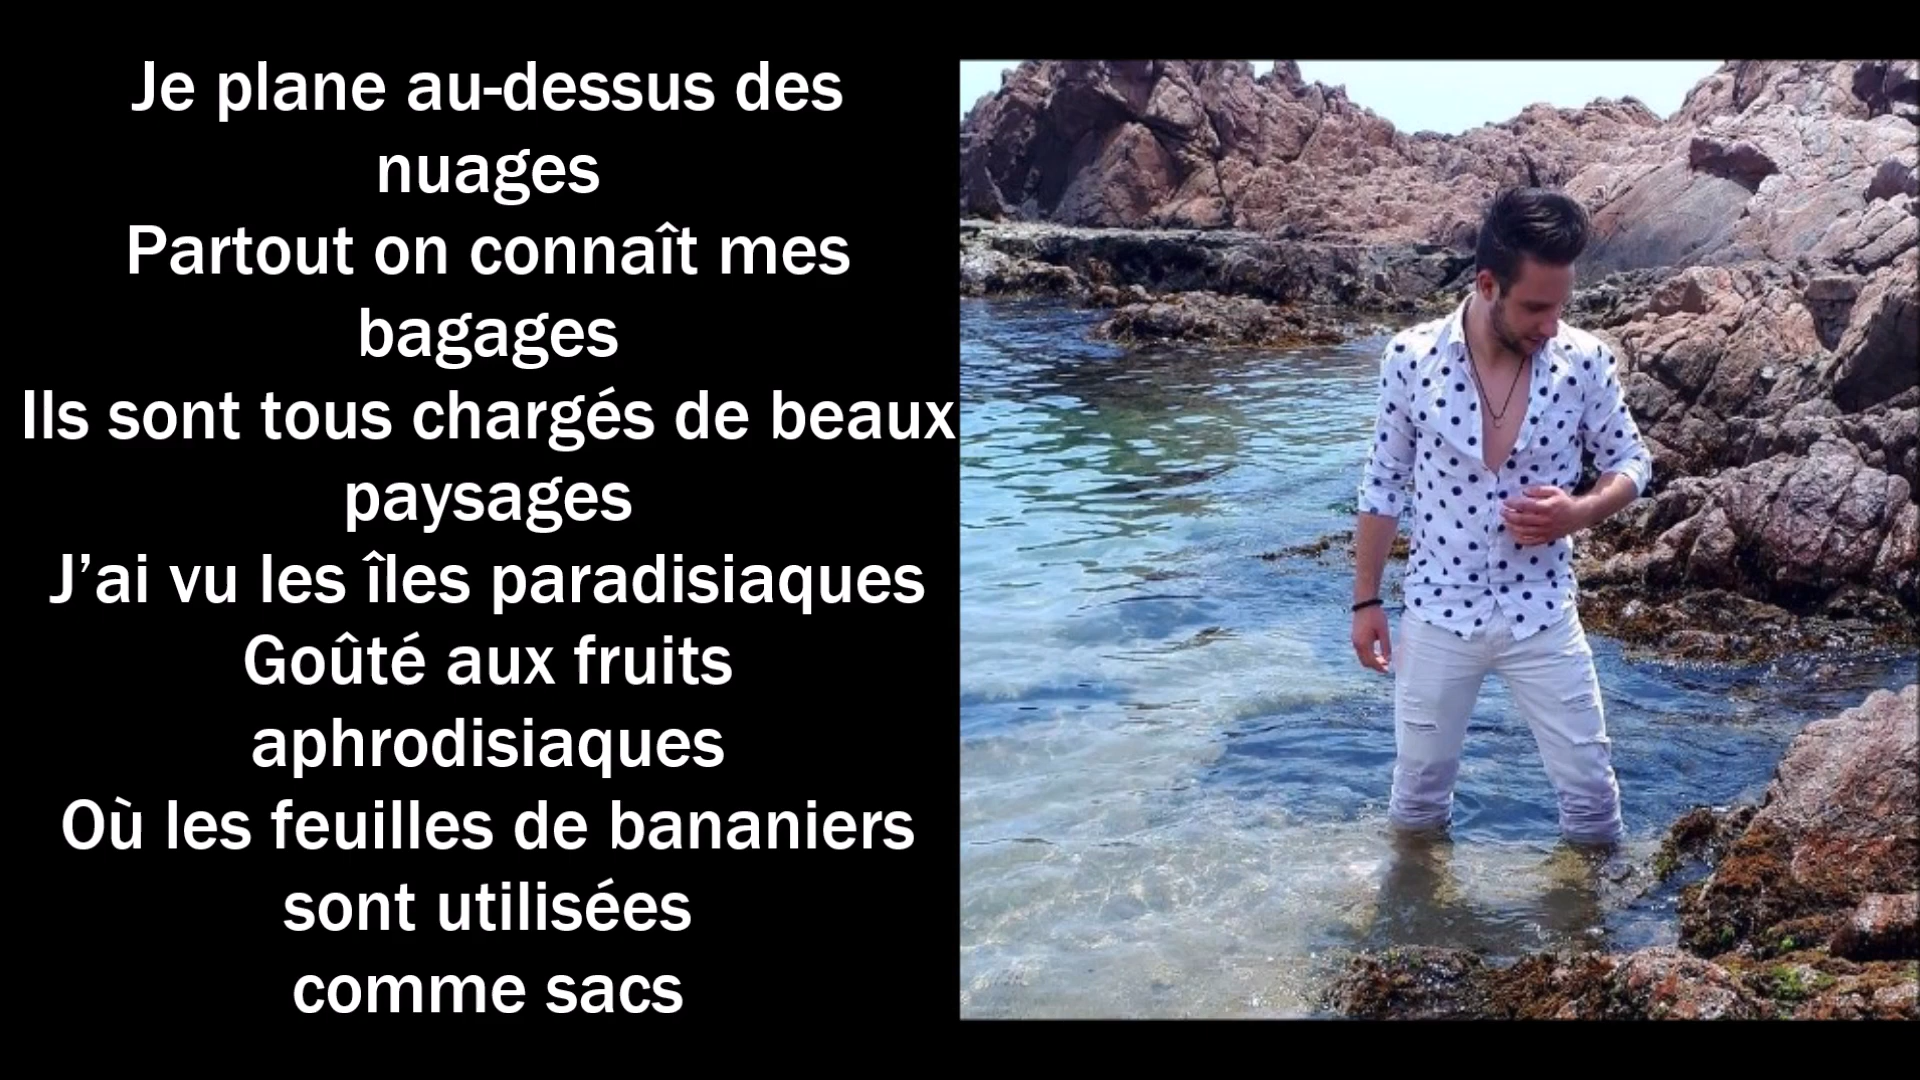 Je plane au-dessus des
nuages
Partout on connaît mes
bagages
Ils sont tous chargés de beaux
paysages
J’ai vu les îles paradisiaques
Goûté aux fruits
aphrodisiaques
Où les feuilles de bananiers
sont utilisées
comme sacs